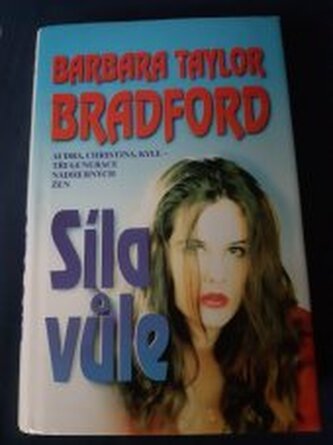 BARBARA TAYLOR
BRADFORD
AUDRA, CHRISTINA, KYLE –
TŘI GENERACE
NÁDHERNÝCH
ŽEN
Síla
vůle